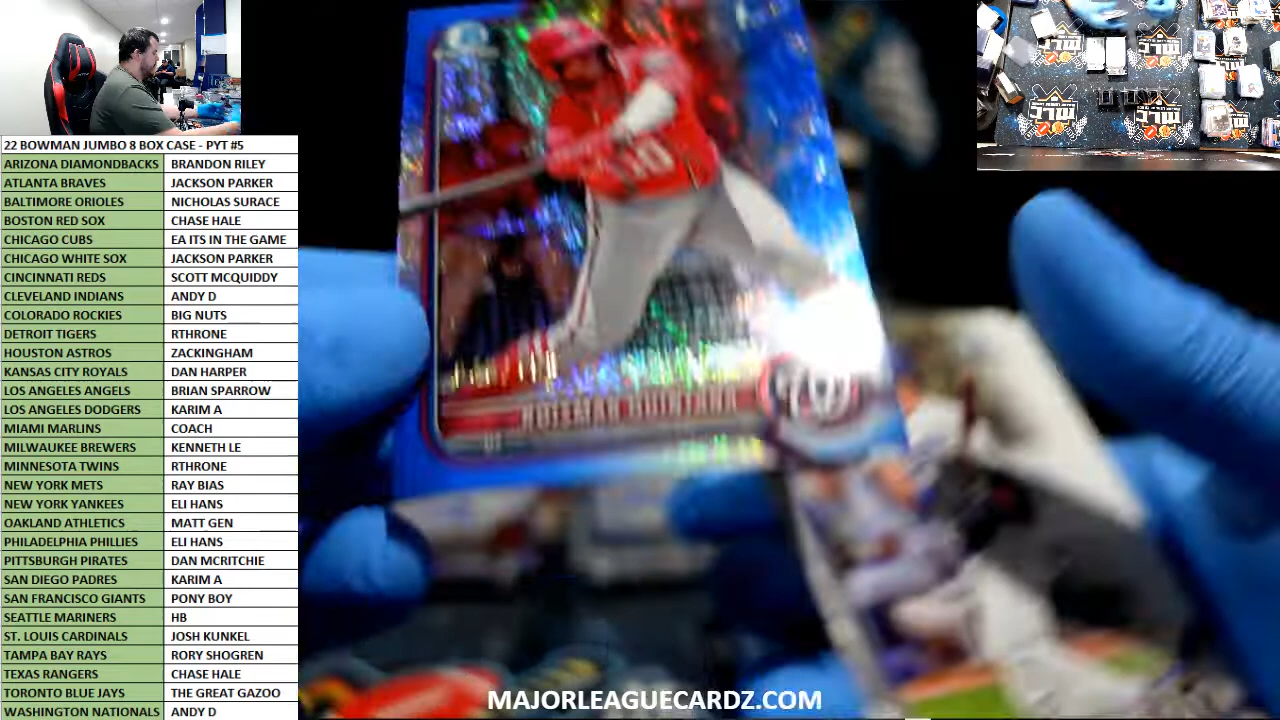 22 BOWMAN JUMBO 8 BOX CASE - PYT #5
ARIZONA DIAMONDBACKS BRANDON RILEY
ATLANTA BRAVES JACKSON PARKER
BALTIMORE ORIOLES NICHOLAS SURACE
BOSTON RED SOX CHASE HALE
CHICAGO CUBS EA ITS IN THE GAME
CHICAGO WHITE SOX JACKSON PARKER
CINCINNATI REDS SCOTT MCQUIDDY
CLEVELAND INDIANS ANDY D
COLORADO ROCKIES BIG NUTS
DETROIT TIGERS RTHRONE
HOUSTON ASTROS ZACKINGHAM
KANSAS CITY ROYALS DAN HARPER
LOS ANGELES ANGELS BRIAN SPARROW
LOS ANGELES DODGERS KARIM A
MIAMI MARLINS COACH
MILWAUKEE BREWERS KENNETH LE
MINNESOTA TWINS RTHRONE
NEW YORK METS RAY BIAS
NEW YORK YANKEES ELI HANS
OAKLAND ATHLETICS MATT GEN
PHILADELPHIA PHILLIES ELI HANS
PITTSBURGH PIRATES DAN MCRITCHIE
SAN DIEGO PADRES KARIM A
SAN FRANCISCO GIANTS PONY BOY
SEATTLE MARINERS HB
ST. LOUIS CARDINALS JOSH KUNKEL
TAMPA BAY RAYS RORY SHOGREN
TEXAS RANGERS CHASE HALE
TORONTO BLUE JAYS THE GREAT GAZOO
WASHINGTON NATIONALS ANDY D
10
ROISMAR QUINTANA
MLC
MLC
MLC
MLC
MAJORLEAGUECARDZ.COM